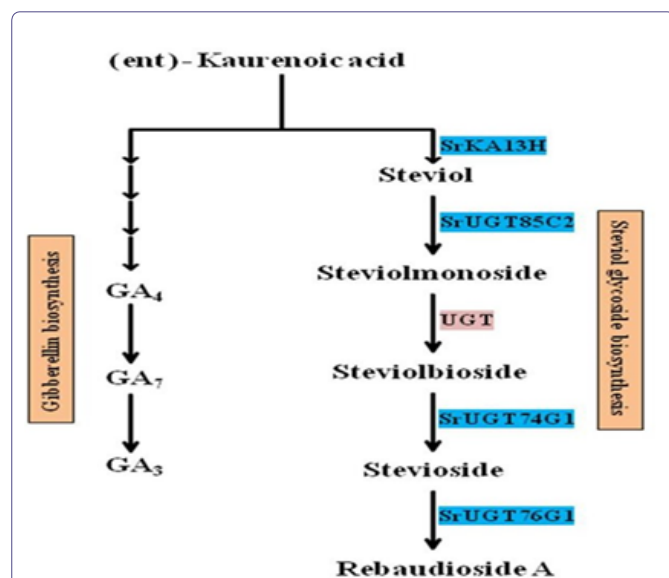 (ent)- Kaurenoic acid
SrKA13H
Steviol
SrUGT85C2
Steviolmonoside
GA₄
UGT
GA₇
Steviolbioside
SrUGT74G1
GA₃
Stevioside
SrUGT76G1
Rebaudioside A
Gibberellin biosynthesis
Steviol glycoside biosynthesis